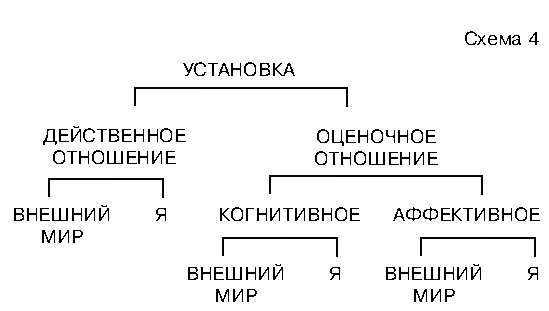 Схема 4
УСТАНОВКА
ДЕЙСТВЕННОЕ
ОТНОШЕНИЕ
ОЦЕНОЧНОЕ
ОТНОШЕНИЕ
ВНЕШНИЙ
МИР
Я
КОГНИТИВНОЕ
АФФЕКТИВНОЕ
ВНЕШНИЙ
МИР
Я
ВНЕШНИЙ
МИР
Я